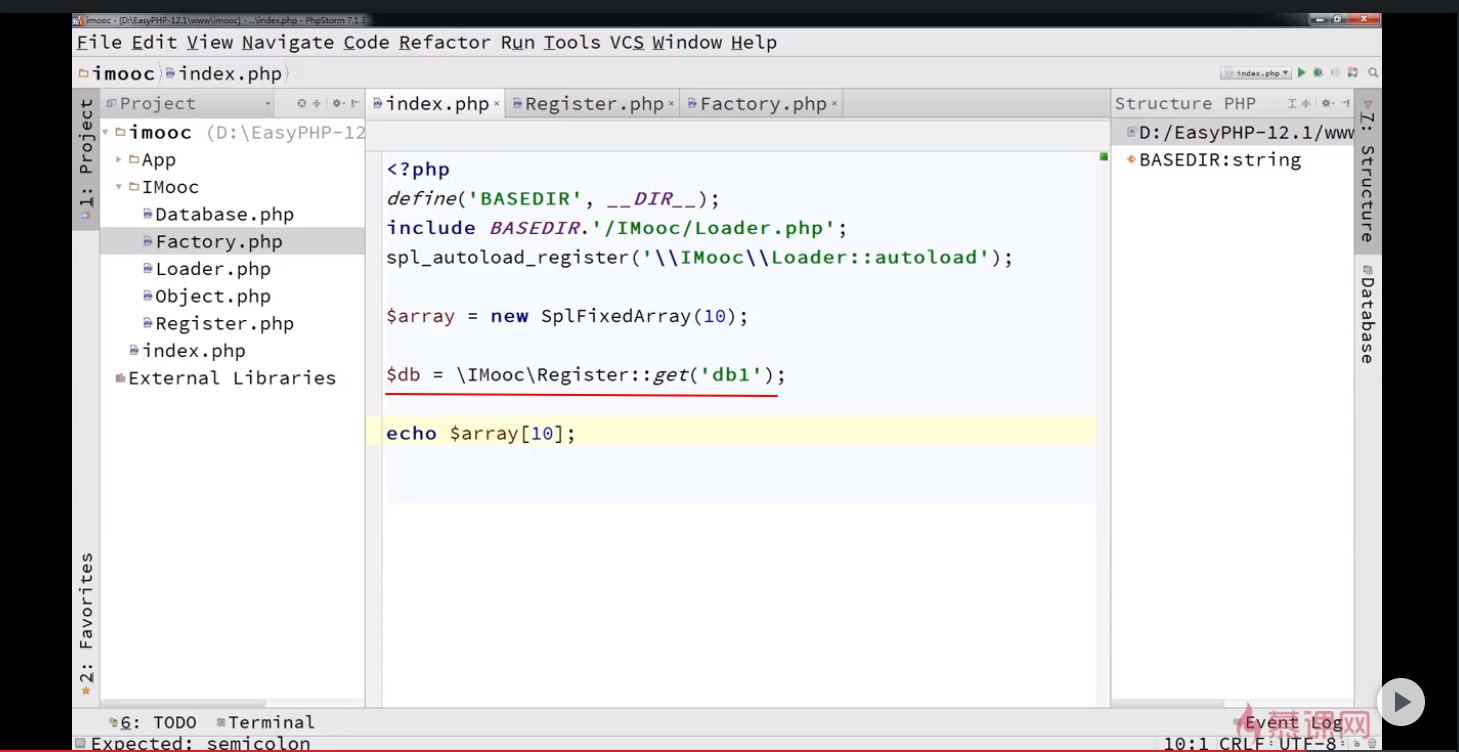 imooc - [D:\EasyPHP-12.1\www\imooc] - ...\index.php - PhpStorm 7.1.3
File Edit View Navigate Code Refactor Run Tools VCS Window Help
imooc index.php
index.php
1: Project
Project
imooc (D:\EasyPHP-12
App
IMooc
Database.php
Factory.php
Loader.php
Object.php
Register.php
index.php
External Libraries
index.php Register.php Factory.php
<?php
define('BASEDIR', __DIR__);
include BASEDIR.'/IMooc/Loader.php';
spl_autoload_register('\\IMooc\\Loader::autoload');
$array = new SplFixedArray(10);
$db = \IMooc\Register::get('db1');
echo $array[10];
Structure PHP
D:/EasyPHP-12.1/www
BASEDIR:string
7: Structure
Database
2: Favorites
6: TODO Terminal
Event Log
慕课网
Expected: semicolon
10:1 CRLF UTF-8